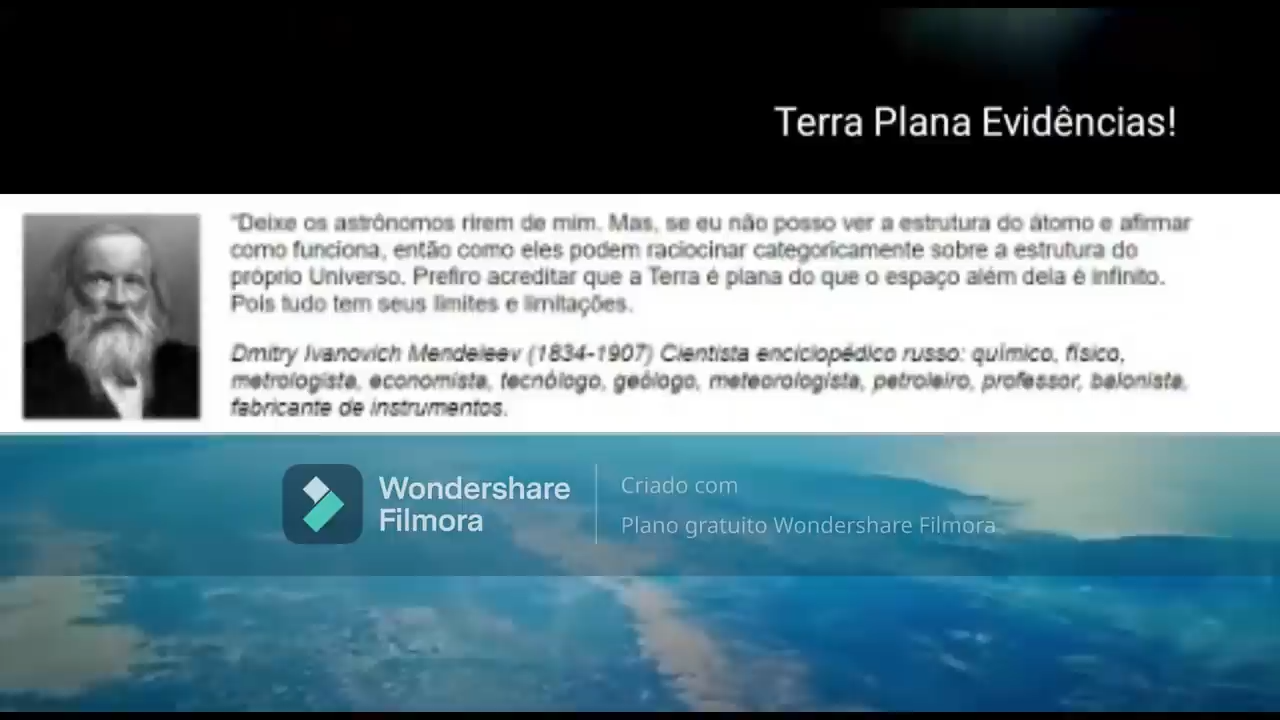 Terra Plana Evidências!
"Deixe os astrônomos rirem de mim. Mas, se eu não posso ver a estrutura do átomo e afirmar
como funciona, então como eles podem raciocinar categoricamente sobre a estrutura do
próprio Universo. Prefiro acreditar que a Terra é plana do que o espaço além dela é infinito.
Pois tudo tem seus limites e limitações.
Dmitry Ivanovich Mendeleev (1834-1907) Cientista enciclopédico russo: químico, físico,
metrologista, economista, tecnólogo, geólogo, meteorologista, petroleiro, professor, balonista,
fabricante de instrumentos.
Wondershare
Filmora
Criado com
Plano gratuito Wondershare Filmora